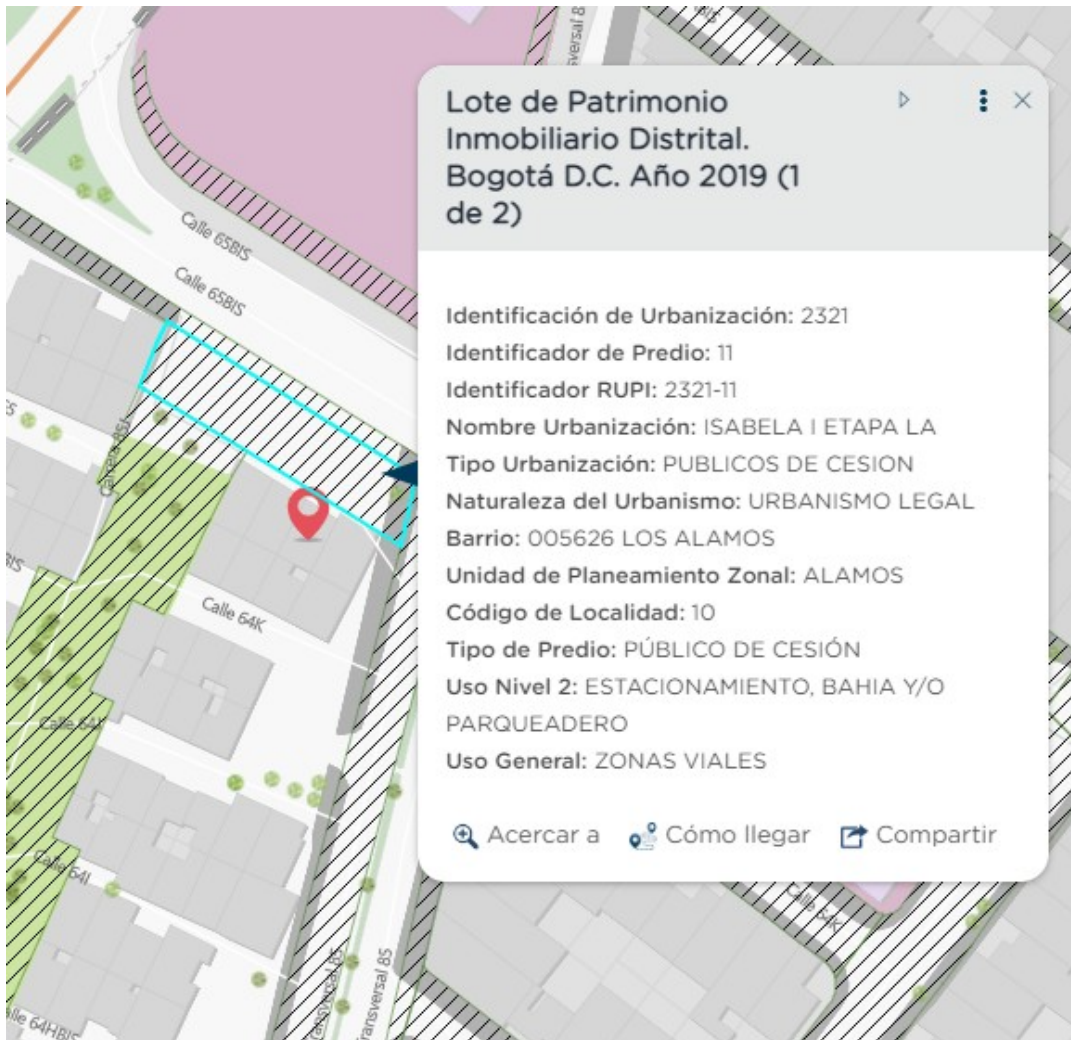 Lote de Patrimonio
Inmobiliario Distrital.
Bogotá D.C. Año 2019 (1
de 2)
Identificación de Urbanización: 2321
Identificador de Predio: 11
Identificador RUPI: 2321-11
Nombre Urbanización: ISABELA I ETAPA LA
Tipo Urbanización: PUBLICOS DE CESION
Naturaleza del Urbanismo: URBANISMO LEGAL
Barrio: 005626 LOS ALAMOS
Unidad de Planeamiento Zonal: ALAMOS
Código de Localidad: 10
Tipo de Predio: PÚBLICO DE CESIÓN
Uso Nivel 2: ESTACIONAMIENTO, BAHIA Y/O
PARQUEADERO
Uso General: ZONAS VIALES
Acercar a
Cómo llegar
Compartir
Calle 65BIS
Calle 65BIS
Calle 64K
Calle 64J
Calle 64I
Transversal 85
Calle 64K